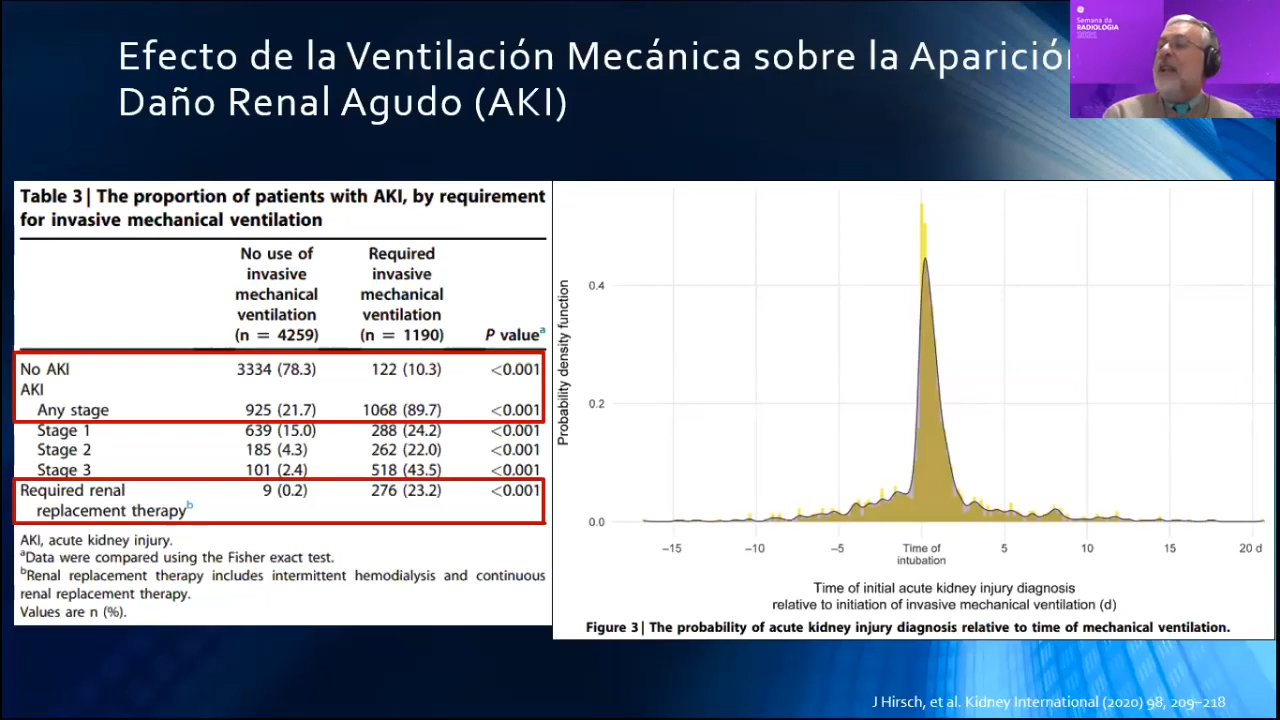 Efecto de la Ventilación Mecánica sobre la Aparición
Daño Renal Agudo (AKI)
Semana da
RADIOLOGIA
Table 3 | The proportion of patients with AKI, by requirement
for invasive mechanical ventilation
No use of invasive mechanical ventilation (n = 4259) Required invasive mechanical ventilation (n = 1190) P valueᵃ
No AKI 3334 (78.3) 122 (10.3) <0.001
AKI
Any stage 925 (21.7) 1068 (89.7) <0.001
Stage 1 639 (15.0) 288 (24.2) <0.001
Stage 2 185 (4.3) 262 (22.0) <0.001
Stage 3 101 (2.4) 518 (43.5) <0.001
Required renal 9 (0.2) 276 (23.2) <0.001
replacement therapyᵇ
AKI, acute kidney injury.
ᵃData were compared using the Fisher exact test.
ᵇRenal replacement therapy includes intermittent hemodialysis and continuous
renal replacement therapy.
Values are n (%).
Probability density function
0.4
0.2
0.0
–15 –10 –5 Time of intubation 5 10 15 20 d
Time of initial acute kidney injury diagnosis
relative to initiation of invasive mechanical ventilation (d)
Figure 3 | The probability of acute kidney injury diagnosis relative to time of mechanical ventilation.
J Hirsch, et al. Kidney International (2020) 98, 209–218